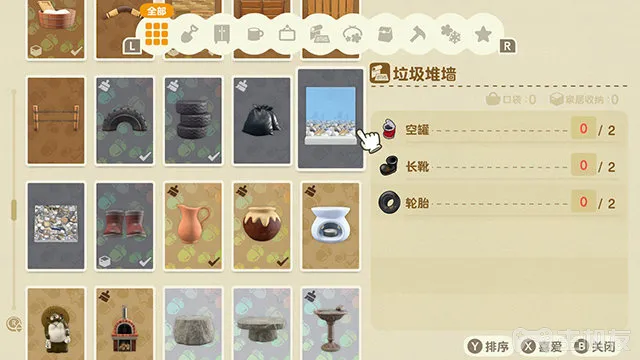 全部
L
R
垃圾堆墙
口袋：0 家居收纳：0
空罐 0 / 2
长靴 0 / 2
轮胎 0 / 2
Y 排序 X 喜爱 B 关闭